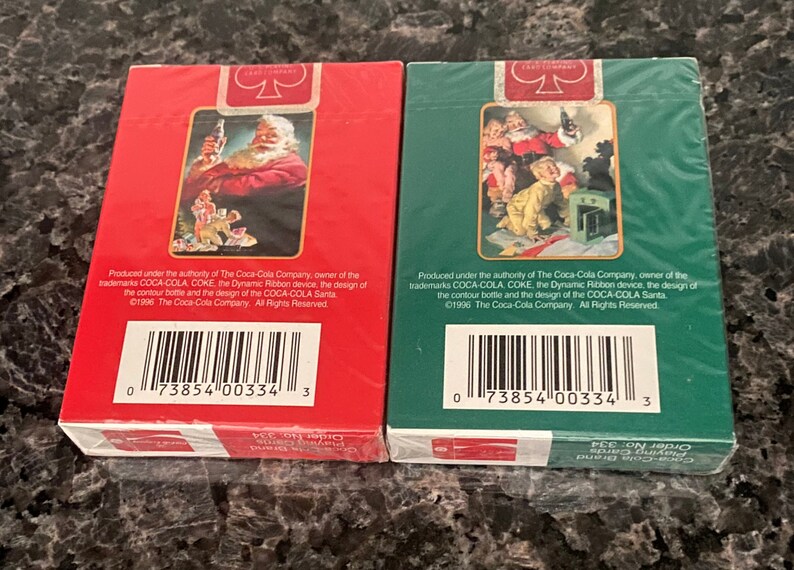 CARD COMPANY
Produced under the authority of The Coca-Cola Company, owner of the
trademarks COCA-COLA, COKE, the Dynamic Ribbon device, the design of
the contour bottle and the design of the COCA-COLA Santa.
©1996 The Coca-Cola Company. All Rights Reserved.
0 73854 00334 3
Coca-Cola Brand
Playing Cards
Order No: 334
PLAYING
CARD COMPANY
Produced under the authority of The Coca-Cola Company, owner of the
trademarks COCA-COLA, COKE, the Dynamic Ribbon device, the design of
the contour bottle and the design of the COCA-COLA Santa.
©1996 The Coca-Cola Company. All Rights Reserved.
0 73854 00334 3
Coca-Cola Brand
Playing Cards
Order No: 334